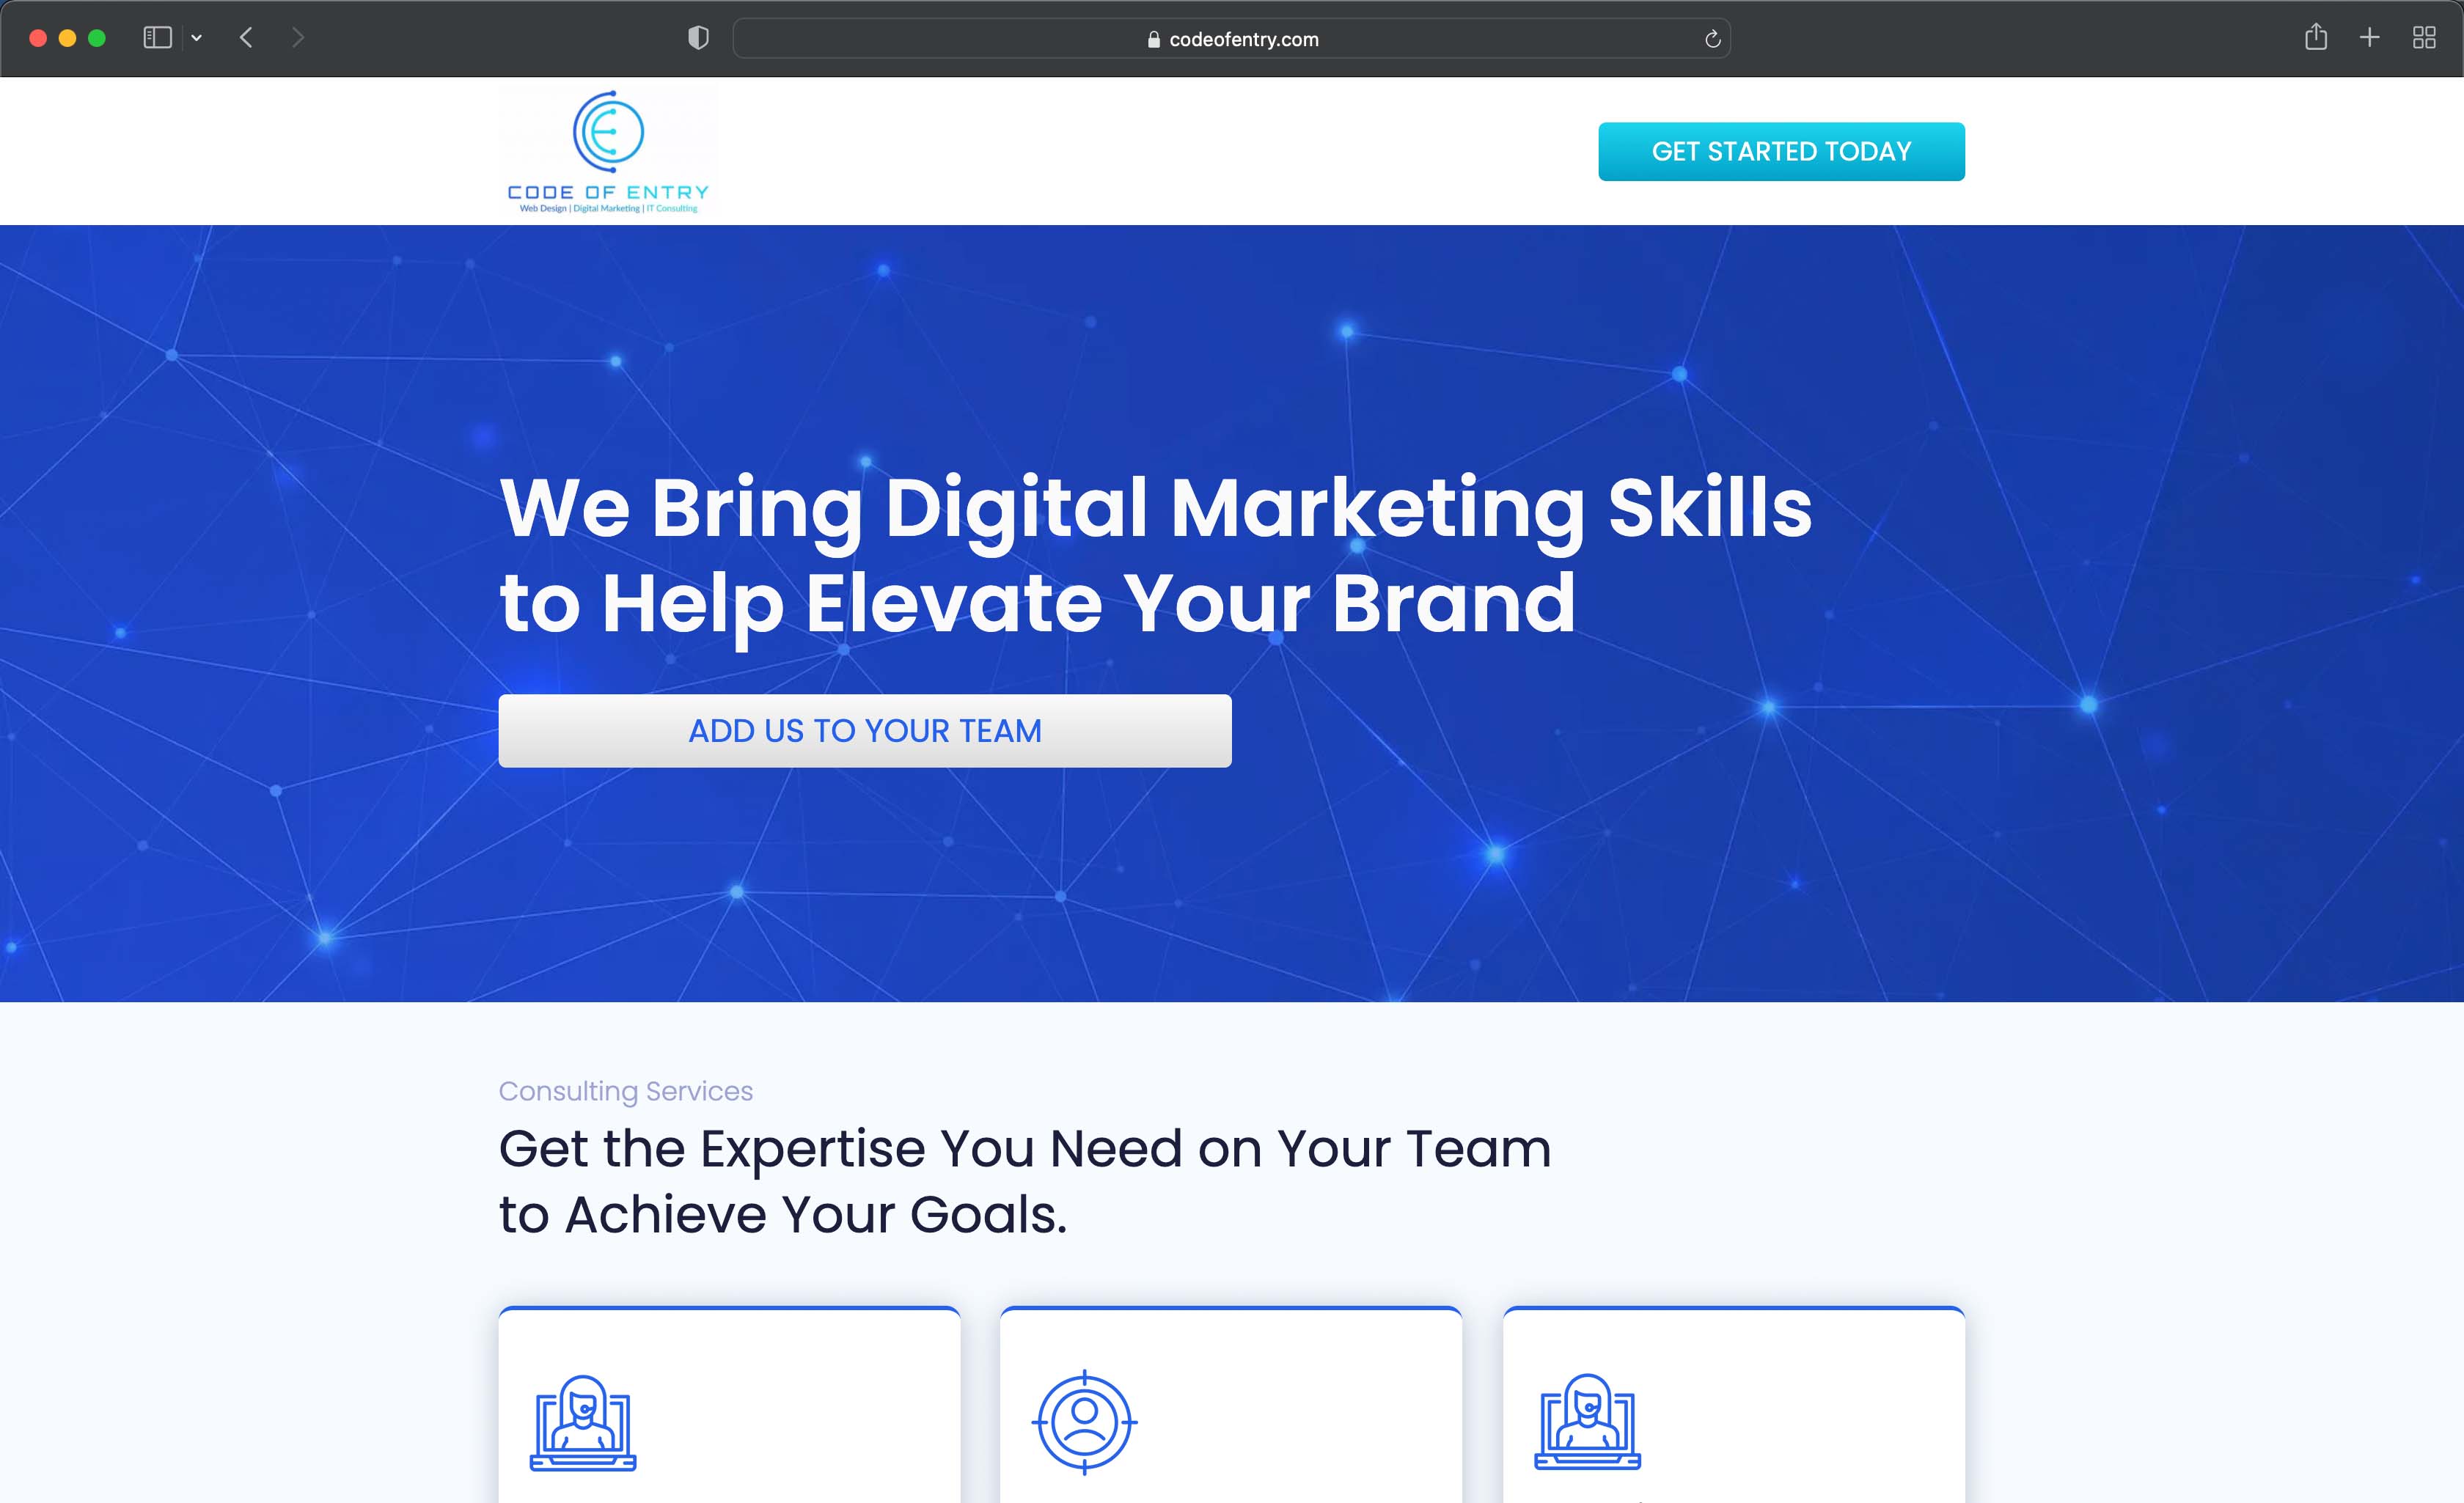 codeofentry.com
CODE OF ENTRY
Web Design | Digital Marketing | IT Consulting
GET STARTED TODAY
We Bring Digital Marketing Skills
to Help Elevate Your Brand
ADD US TO YOUR TEAM
Consulting Services
Get the Expertise You Need on Your Team
to Achieve Your Goals.